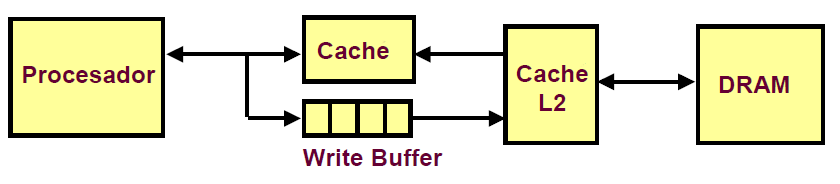 Procesador
Cache
Write Buffer
Cache
L2
DRAM